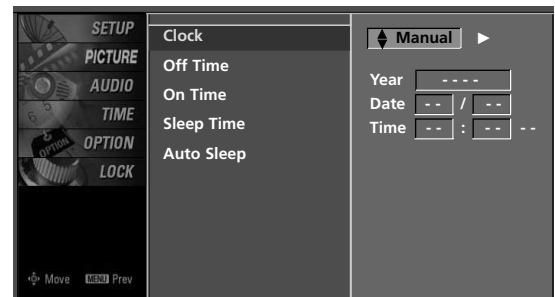 SETUP
PICTURE
AUDIO
TIME
OPTION
LOCK
Move MENU Prev
Clock
Off Time
On Time
Sleep Time
Auto Sleep
Manual
Year - - - -
Date - - / - -
Time - - : - - - -